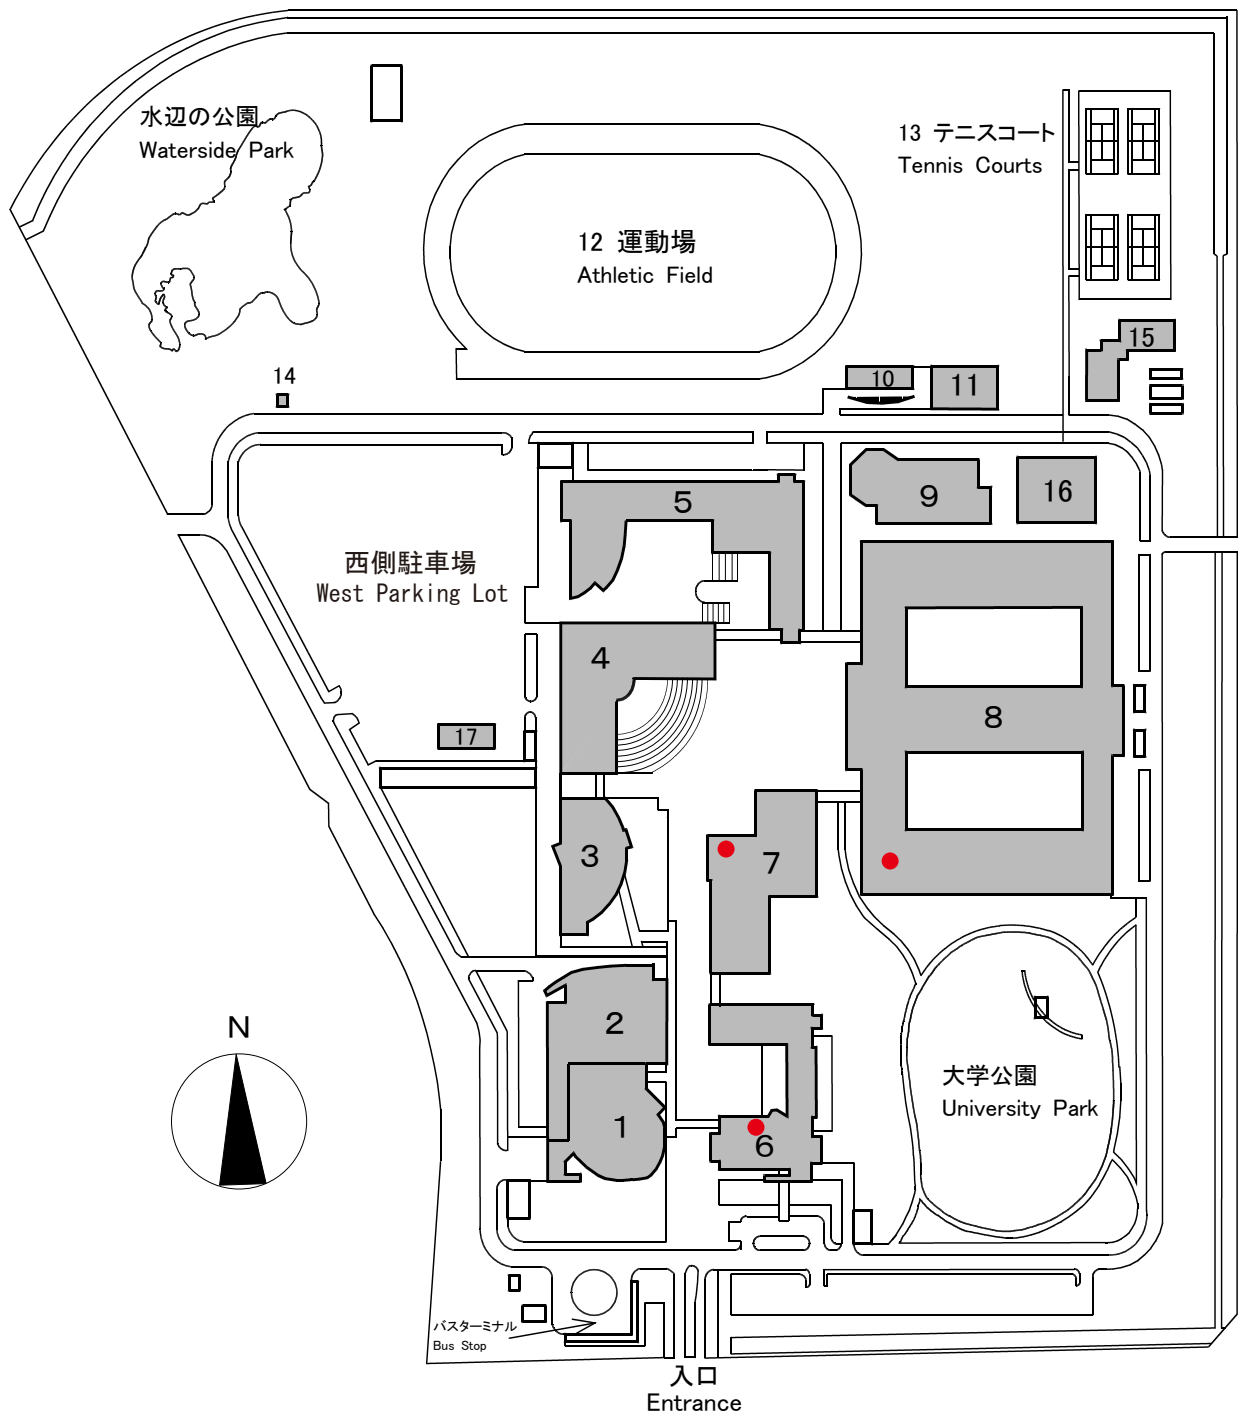 水辺の公園
Waterside Park
13 テニスコート
Tennis Courts
12 運動場
Athletic Field
15
14
10
11
5
9
16
西側駐車場
West Parking Lot
4
8
17
3
7
2
N
大学公園
University Park
1
6
バスターミナル
Bus Stop
入口
Entrance